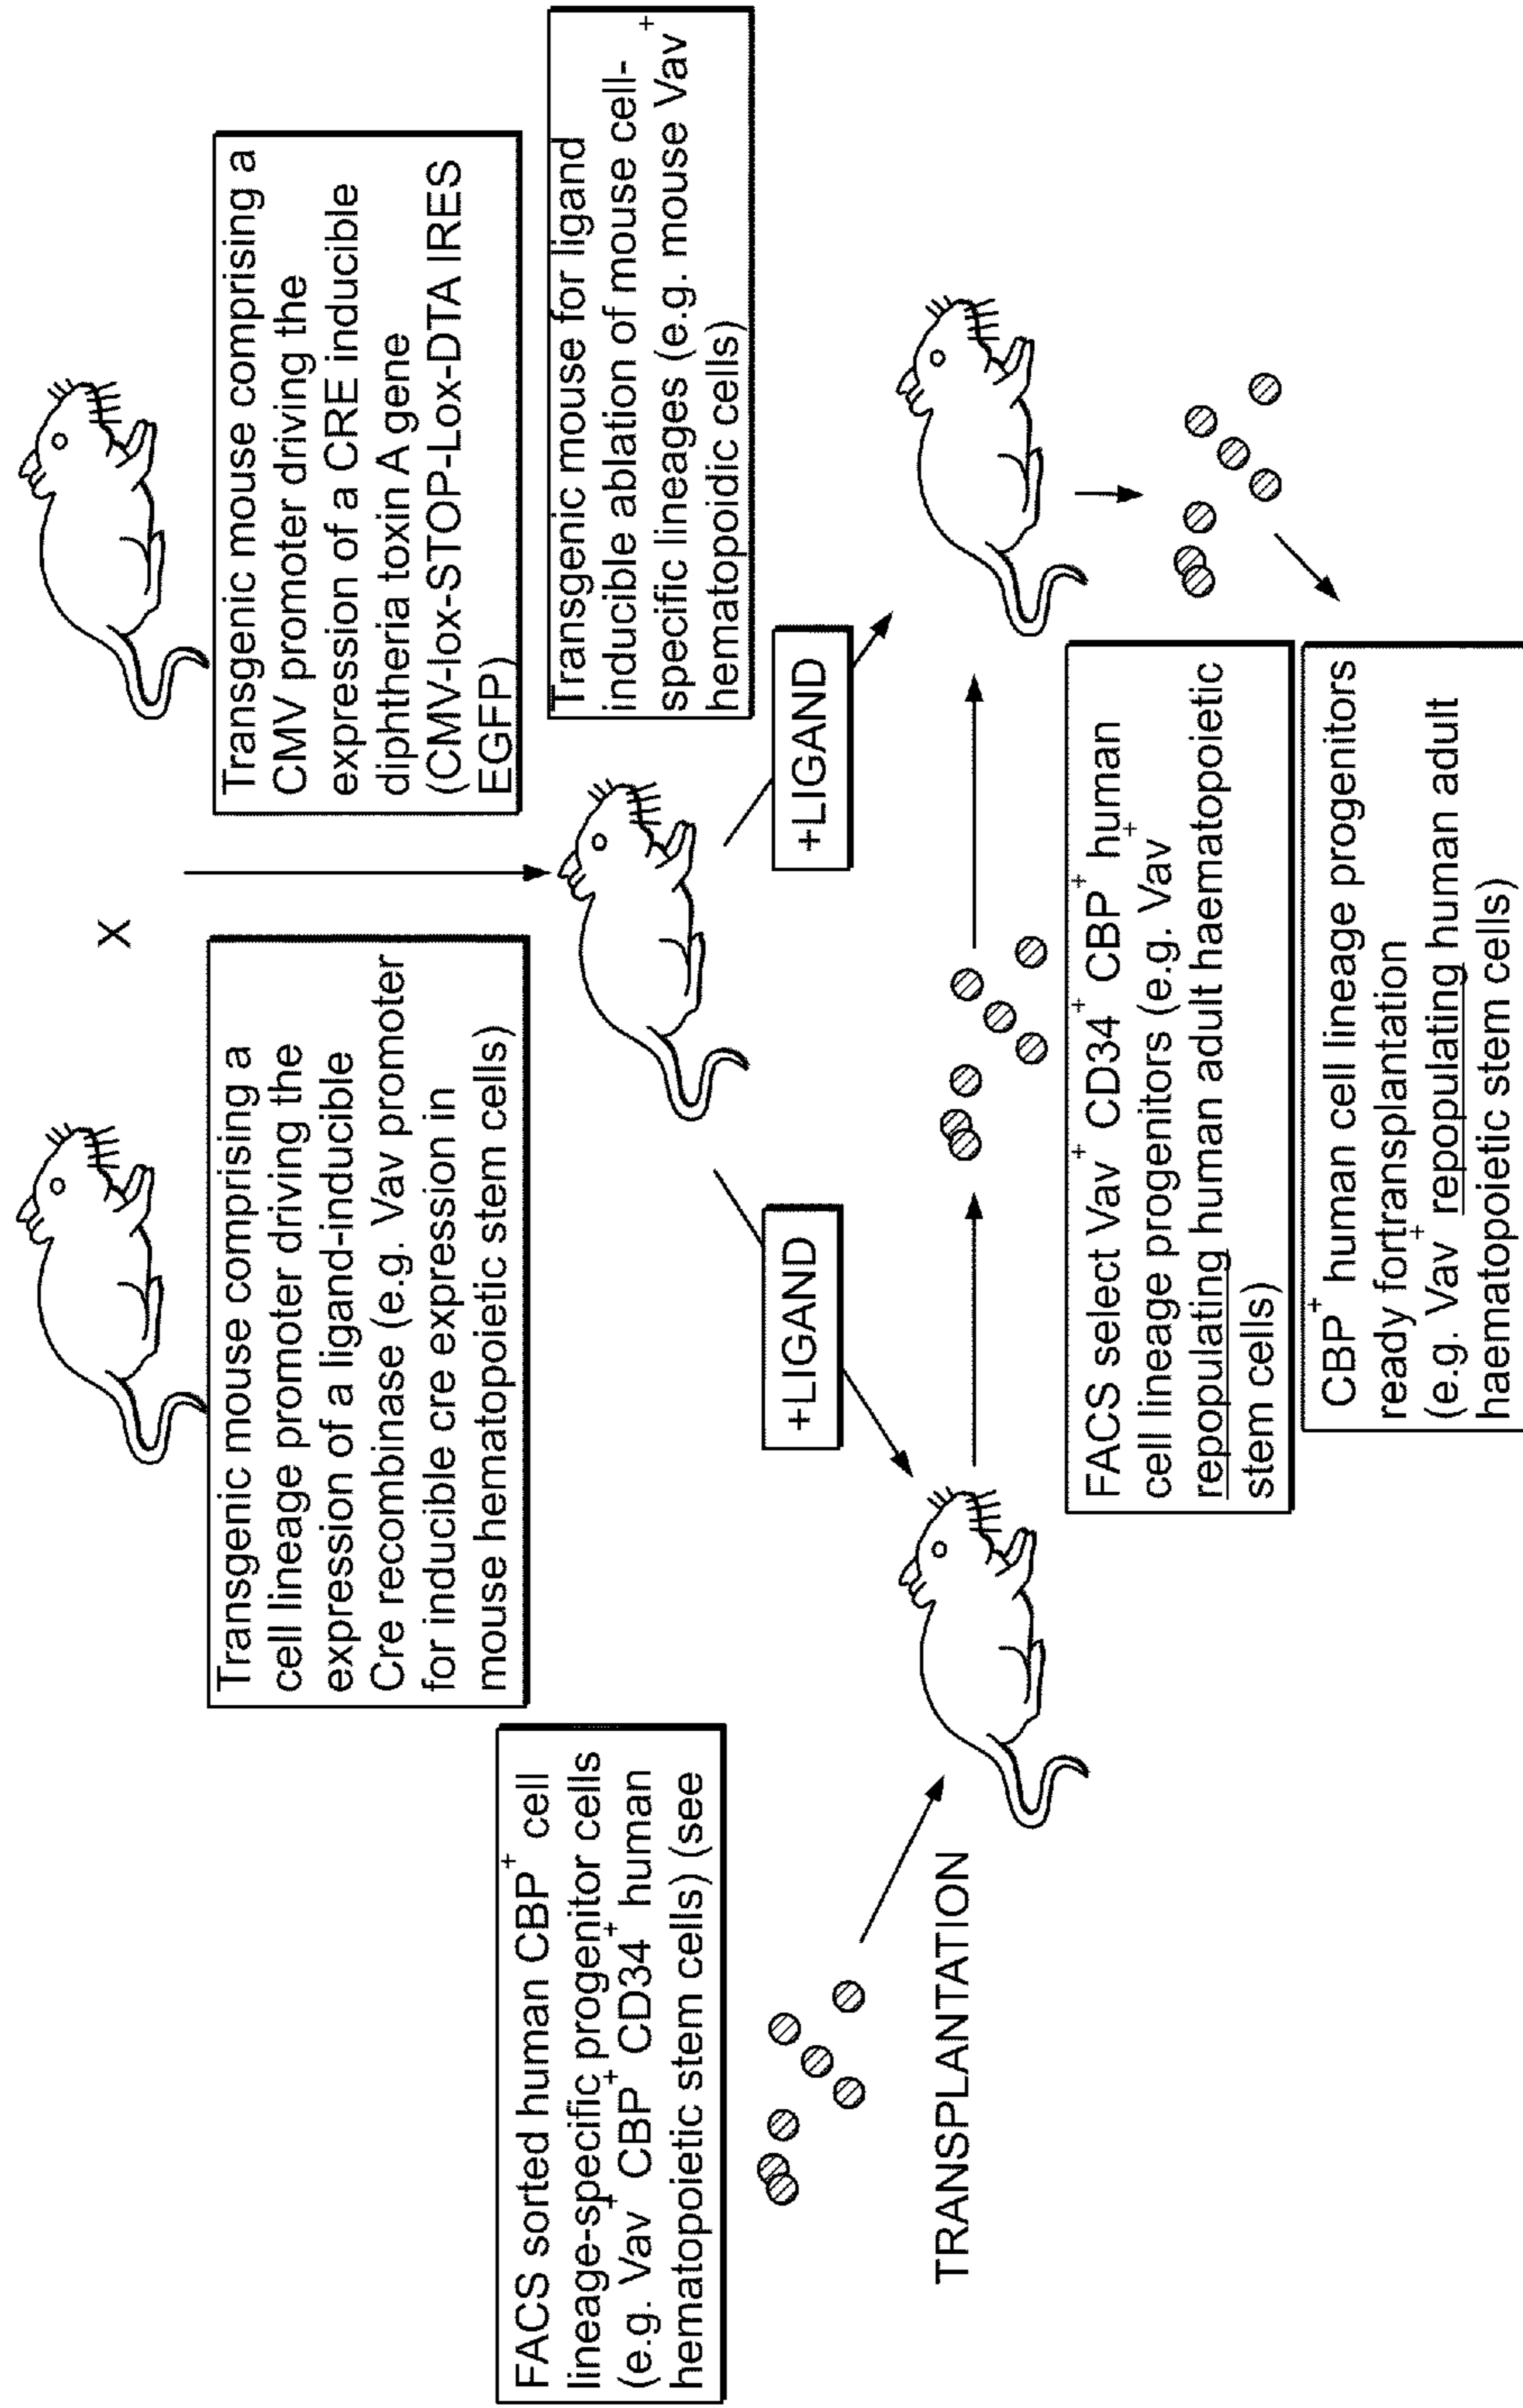 X
Transgenic mouse comprising a
cell lineage promoter driving the
expression of a ligand-inducible
Cre recombinase (e.g. Vav promoter
for inducible cre expression in
mouse hematopoietic stem cells)
Transgenic mouse comprising a
CMV promoter driving the
expression of a CRE inducible
diphtheria toxin A gene
(CMV-lox-STOP-Lox-DTA IRES
EGFP)
FACS sorted human CBP⁺ cell
lineage-specific progenitor cells
(e.g. Vav⁺ CBP⁺ CD34⁺ human
hematopoietic stem cells) (see
Transgenic mouse for ligand
inducible ablation of mouse cell-
specific lineages (e.g. mouse Vav⁺
hematopoidic cells)
+LIGAND
+LIGAND
TRANSPLANTATION
FACS select Vav⁺ CD34⁺ CBP⁺ human
cell lineage progenitors (e.g. Vav⁺
repopulating human adult haematopoietic
stem cells)
CBP⁺ human cell lineage progenitors
ready fortransplantation
(e.g. Vav⁺ repopulating human adult
haematopoietic stem cells)